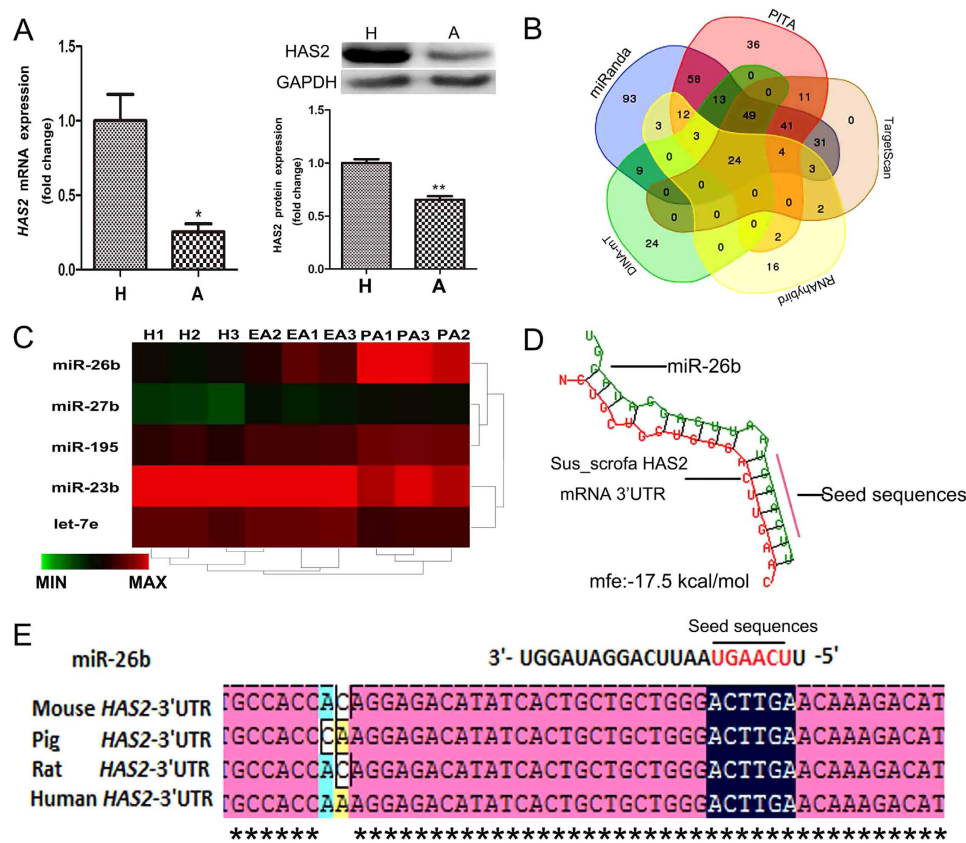 A
HAS2 mRNA expression
(fold change)
1.5
1.0
0.5
0.0
*
H A
H A
HAS2
GAPDH
HAS2 protein expression
(fold change)
1.5
1.0
0.5
0.0
**
H A
B
PITA
miRanda
TargetScan
DINA-mT
RNAhybird
36
0
58
0
11
93
13
0
49
41
31
12
3
3
4
0
24
3
9
0
0
0
2
0
0
0
0
24
0
2
16
C
H1 H2 H3 EA2 EA1 EA3 PA1 PA3 PA2
miR-26b
miR-27b
miR-195
miR-23b
let-7e
MIN MAX
D
miR-26b
Sus_scrofa HAS2
mRNA 3'UTR
Seed sequences
mfe:-17.5 kcal/mol
E
Seed sequences
miR-26b 3'- UGGAUAGGACUUAAUGAACUU -5'
Mouse HAS2-3'UTR TGCCACCACAGGAGACATATCACTGCTGCTGGGACTTGAACAAAGACAT
Pig HAS2-3'UTR TGCCACCCAAGGAGACATATCACTGCTGCTGGGACTTGAACAAAGACAT
Rat HAS2-3'UTR TGCCACCACAGGAGACATATCACTGCTGCTGGGACTTGAACAAAGACAT
Human HAS2-3'UTR TGCCACCAAAGGAGACATATCACTGCTGCTGGGACTTGAACAAAGACAT
****** ****************************************